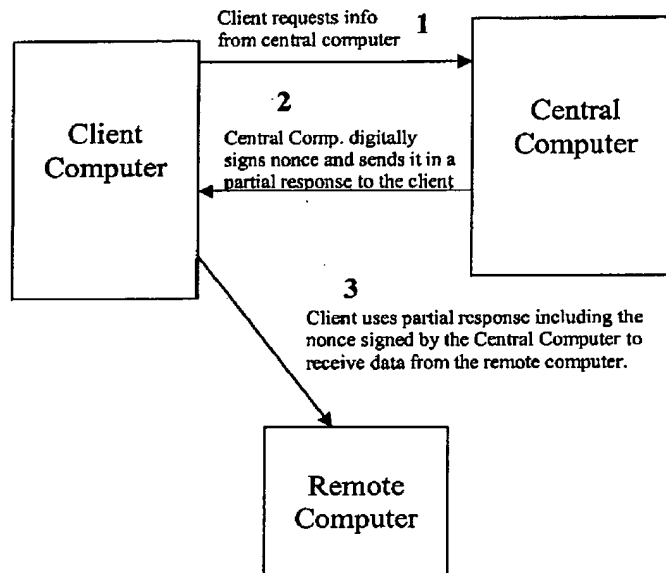 Client requests info
from central computer
1
Client
Computer
Central
Computer
2
Central Comp. digitally
signs nonce and sends it in a
partial response to the client
3
Client uses partial response including the
nonce signed by the Central Computer to
receive data from the remote computer.
Remote
Computer